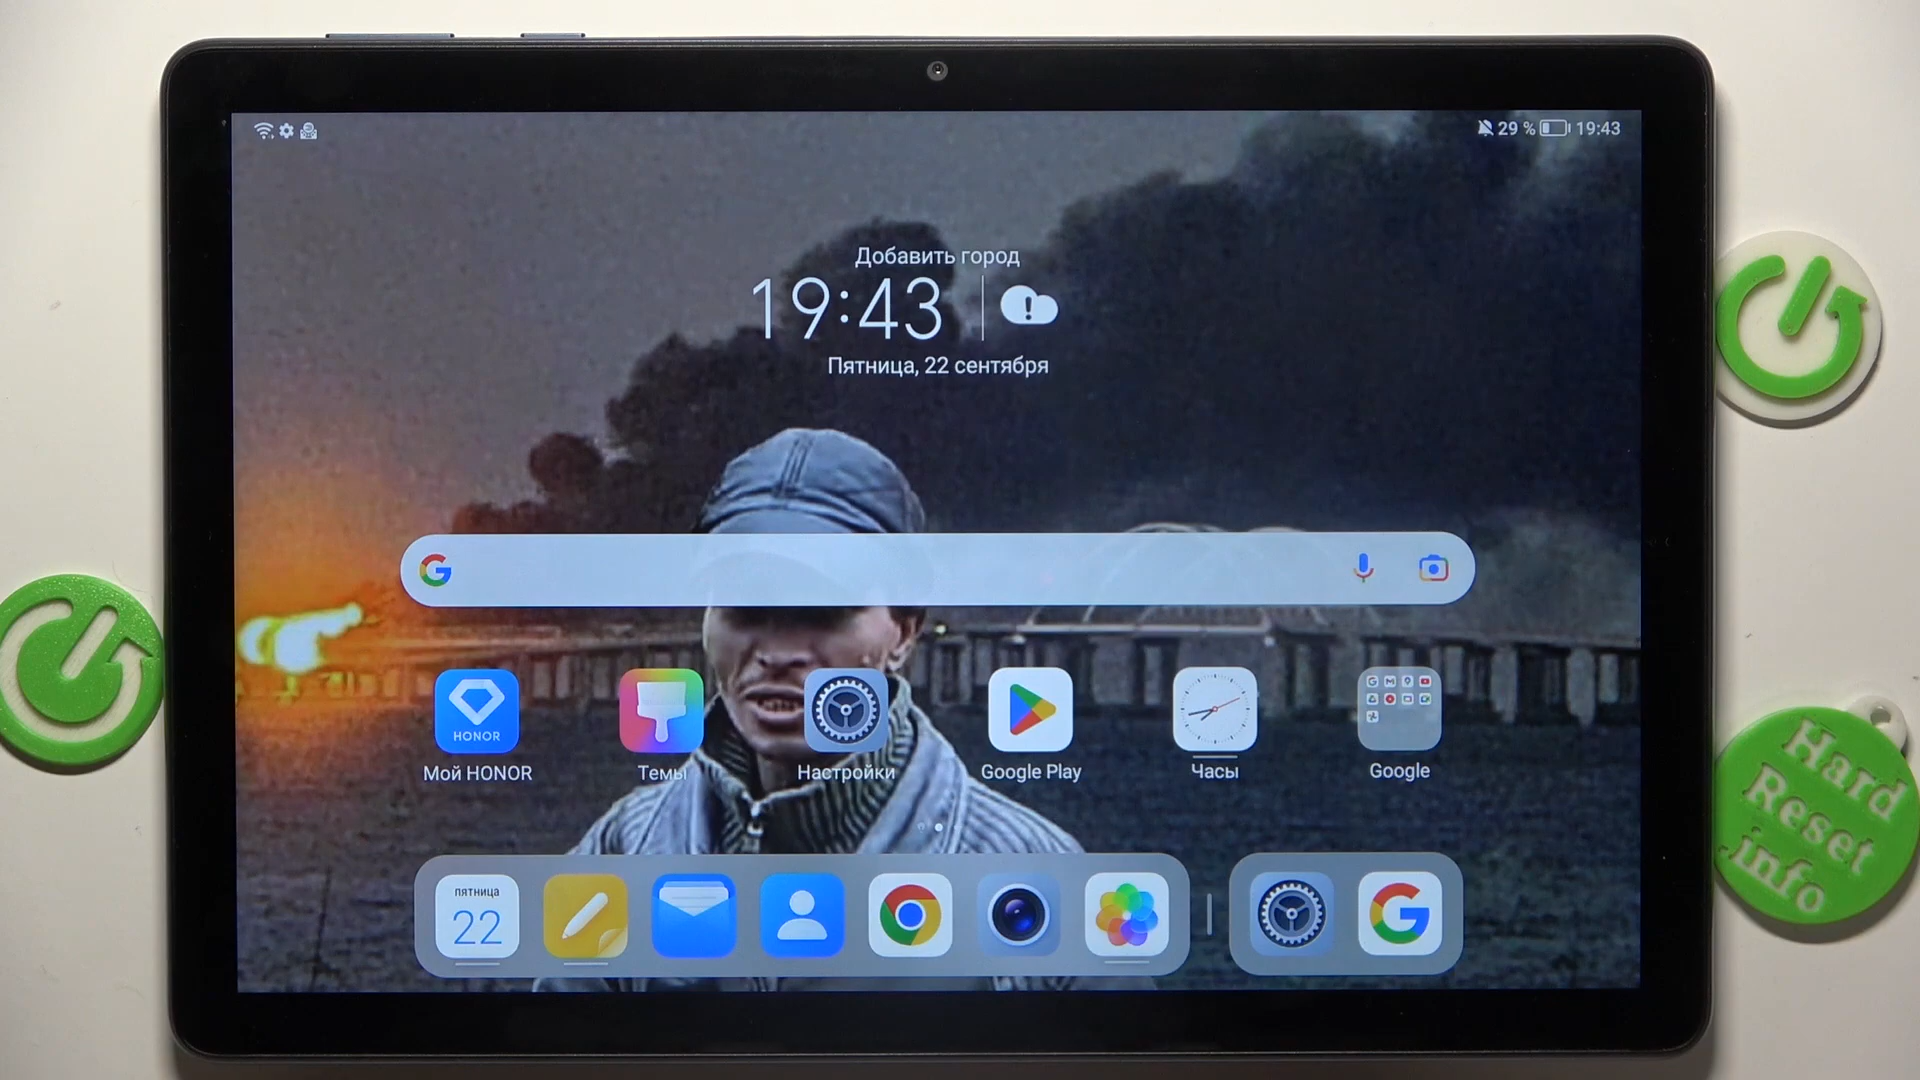 29 % 19:43
Добавить город
19:43
Пятница, 22 сентября
HONOR
Мой HONOR
Темы
Настройки
Google Play
Часы
Google
пятница
22
Hard
Reset
.info